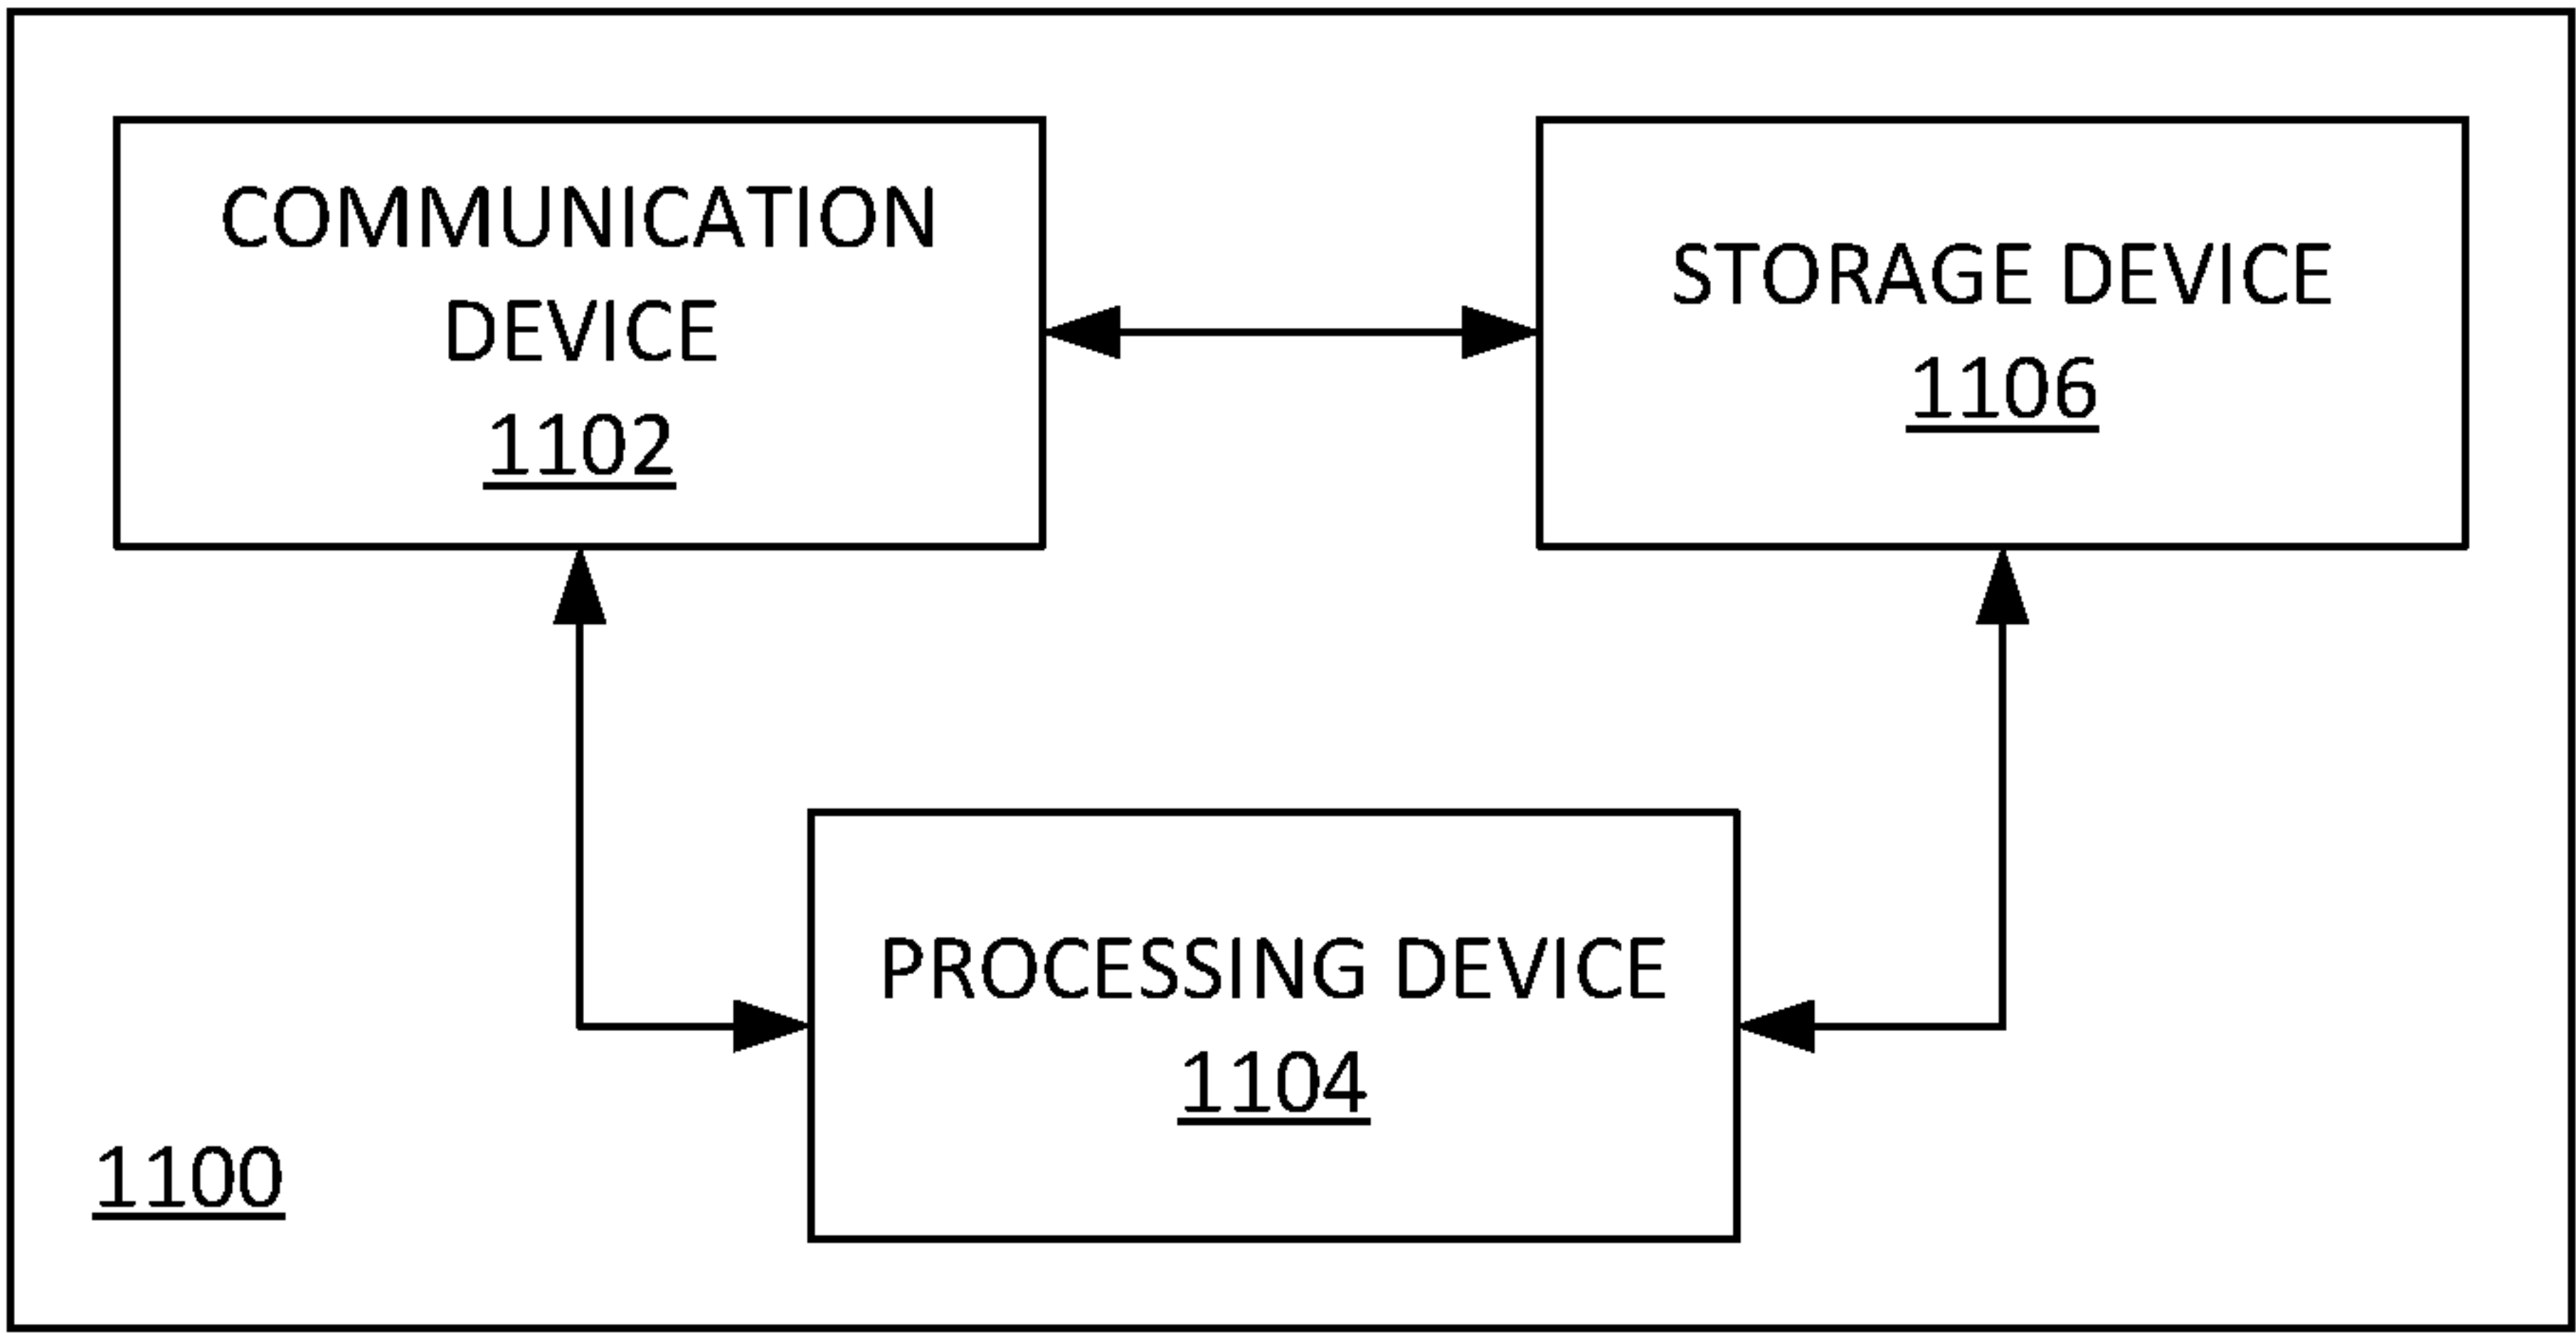 COMMUNICATION
DEVICE
1102
STORAGE DEVICE
1106
PROCESSING DEVICE
1104
1100